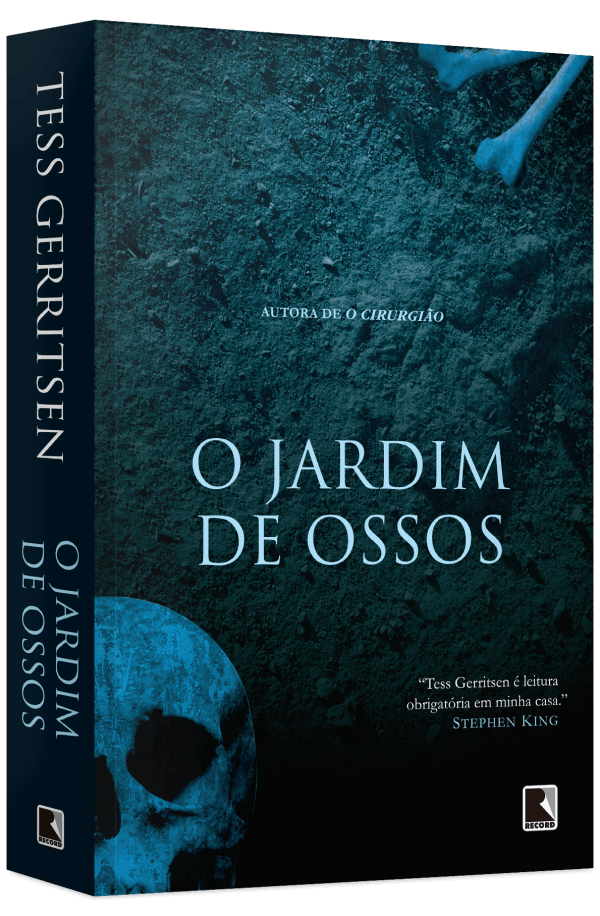 TESS GERRITSEN
O JARDIM
DE OSSOS
RECORD
AUTORA DE O CIRURGIÃO
O JARDIM
DE OSSOS
“Tess Gerritsen é leitura
obrigatória em minha casa.”
STEPHEN KING
RECORD